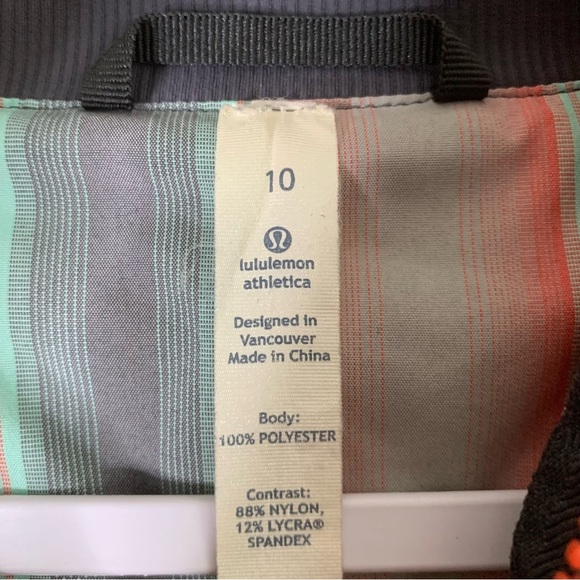 10
lululemon
athletica
Designed in
Vancouver
Made in China
Body:
100% POLYESTER
Contrast:
88% NYLON,
12% LYCRA®
SPANDEX